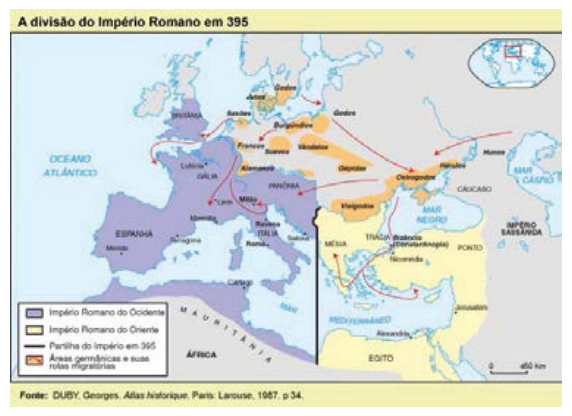 A divisão do Império Romano em 395
Godos
Jutos
Saxões
Godos
BRITÂNIA
Burgúndios
Francos
Suevos
Vândalos
Hunos
OCEANO
ATLÂNTICO
Lutécia
GÁLIA
Alamanos
Gépidas
Hérulos
Ostrogodos
MAR
CÁSPIO
CÁUCASO
PANÔNIA
Lyon
Milão
Visigodos
MAR
NEGRO
IMPÉRIO
SASSÂNIDA
Marselha
Ravena
ITÁLIA
ESPANHA
Salona
Roma
MÉSIA
TRÁCIA
Bizâncio
(Constantinopla)
PONTO
Mérida
Tarragona
Nicomédia
Cartago
MAR
MEDITERRÂNEO
Jerusalém
MAURITÂNIA
Alexandria
ÁFRICA
EGITO
Império Romano do Ocidente
Império Romano do Oriente
Partilha do Império em 395
Áreas germânicas e suas
rotas migratórias
0 450 Km
Fonte: DUBY, Georges. Atlas historique. Paris: Larouse, 1987. p 34.